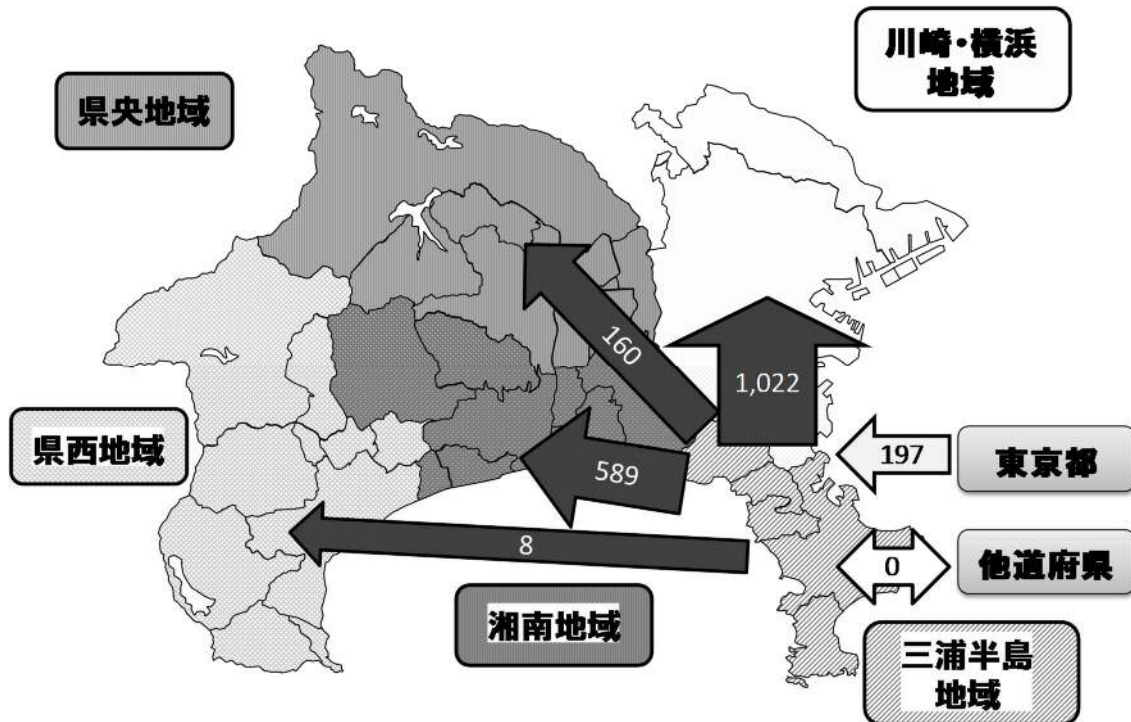 川崎・横浜
地域
県央地域
160
1,022
県西地域
589
197
東京都
8
0
他道府県
湘南地域
三浦半島
地域